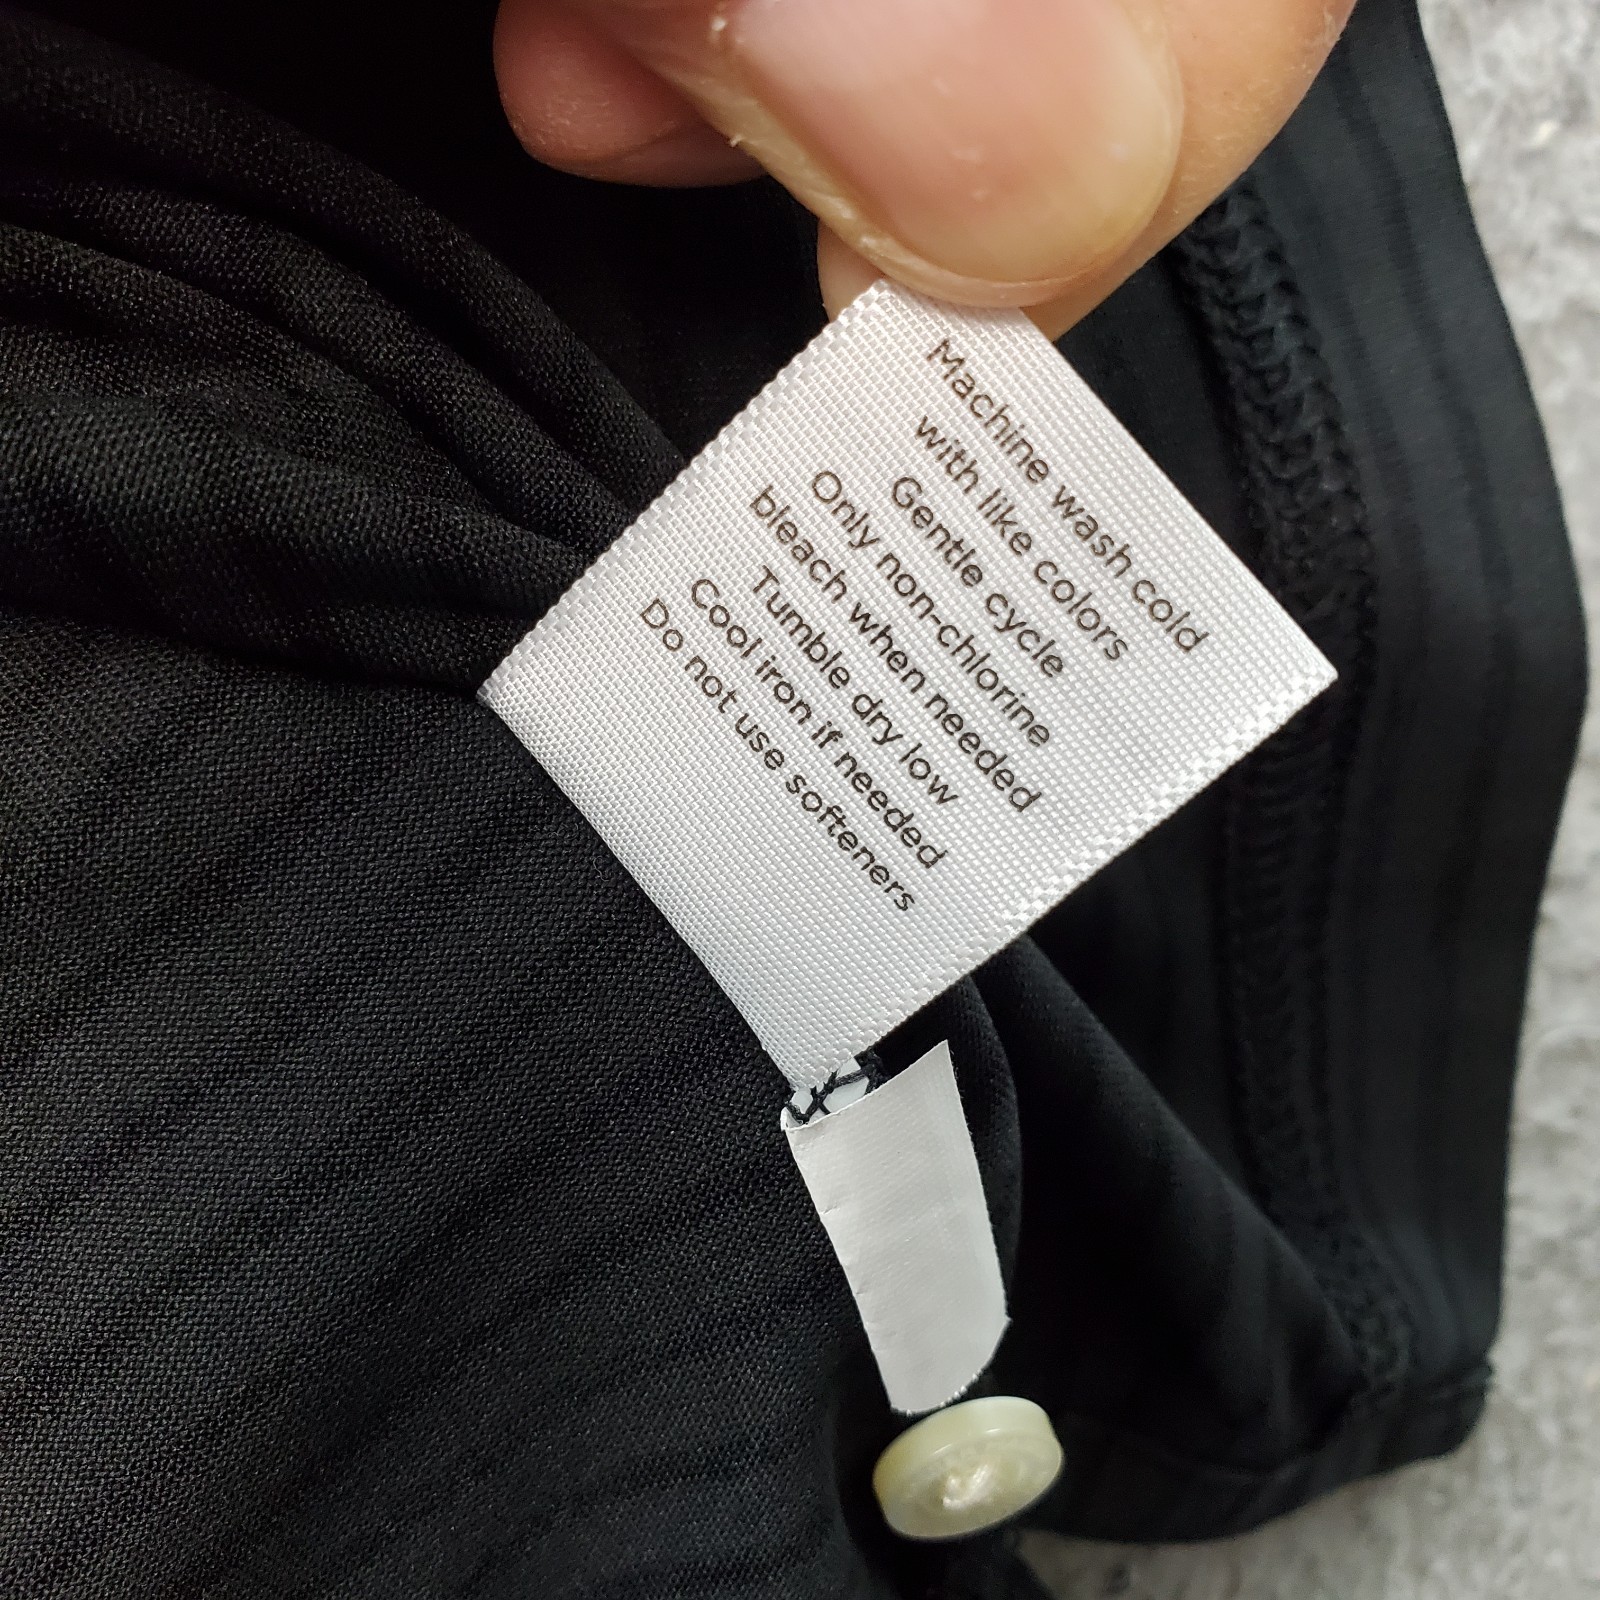 Machine wash cold
with like colors
Gentle cycle
Only non-chlorine
bleach when needed
Tumble dry low
Cool iron if needed
Do not use softeners